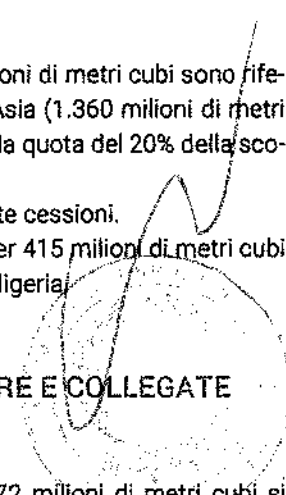 oni di metri cubi sono rife-
Asia (1.360 milioni di metri
la quota del 20% della sco-
te cessioni.
er 415 milioni di metri cubi
ligeria.
RE E COLLEGATE
72 milioni di metri cubi si